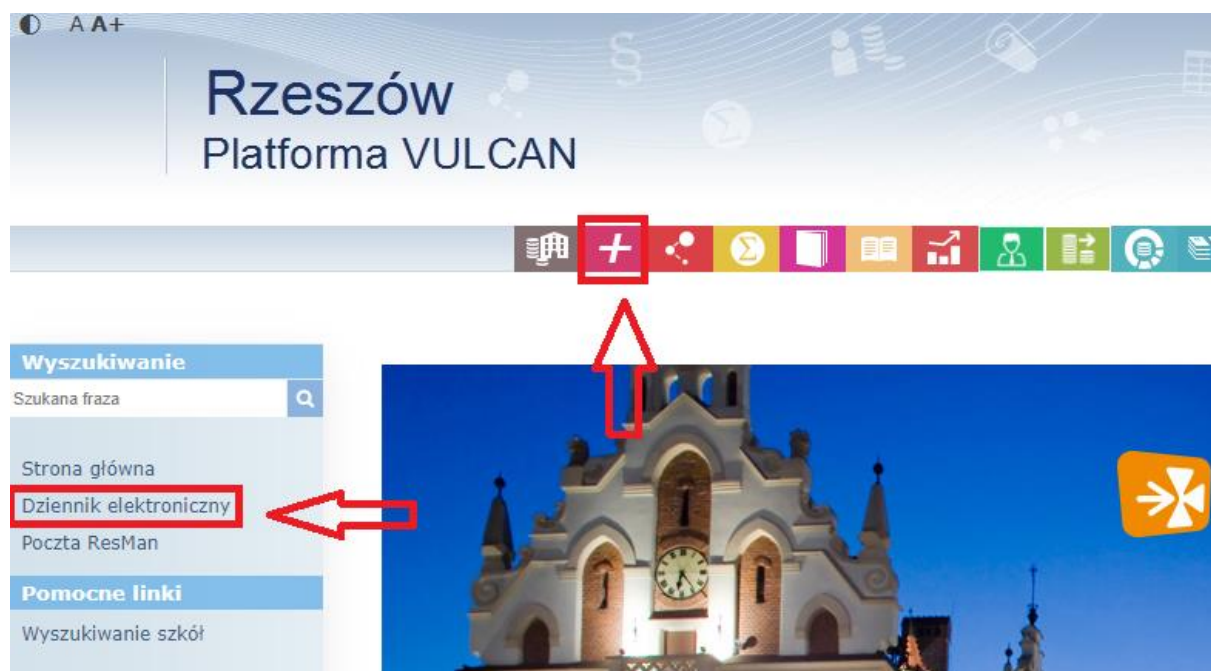 A A+
Rzeszów
Platforma VULCAN
Wyszukiwanie
Szukana fraza
Strona główna
Dziennik elektroniczny
Poczta ResMan
Pomocne linki
Wyszukiwanie szkół